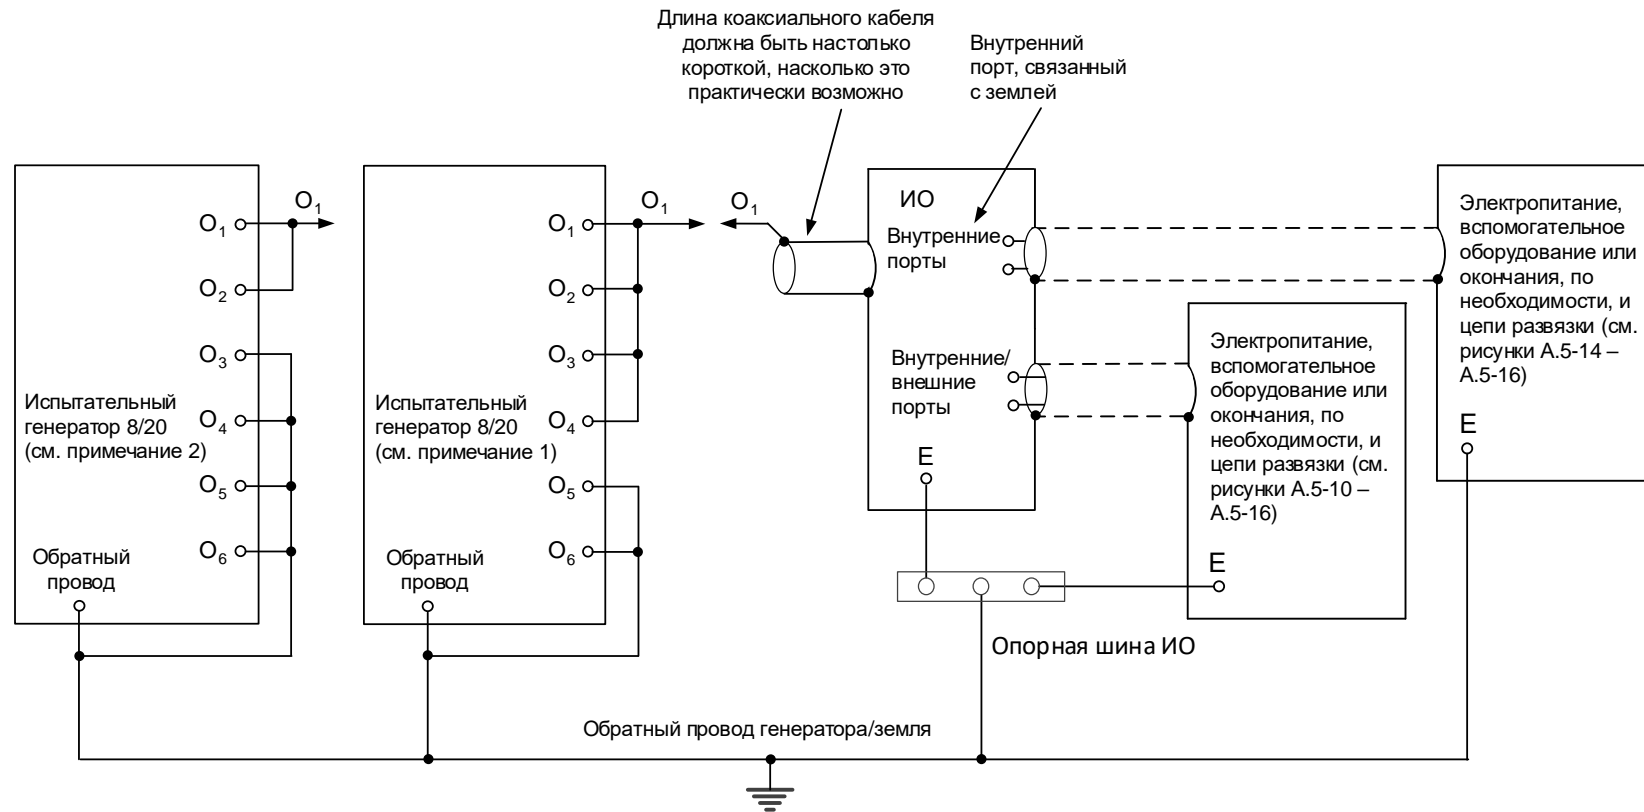 Длина коаксиального кабеля
должна быть настолько
короткой, насколько это
практически возможно
Внутренний
порт, связанный
с землей
O1
O2
O3
O4
O5
O6
O1
Испытательный
генератор 8/20
(см. примечание 2)
Обратный
провод
O1
O2
O3
O4
O5
O6
O1
Испытательный
генератор 8/20
(см. примечание 1)
Обратный
провод
O1
ИО
Внутренние
порты
Внутренние/
внешние
порты
E
Электропитание,
вспомогательное
оборудование или
окончания, по
необходимости, и
цепи развязки (см.
рисунки А.5-10 –
А.5-16)
E
Электропитание,
вспомогательное
оборудование или
окончания, по
необходимости, и
цепи развязки (см.
рисунки А.5-14 –
А.5-16)
E
Опорная шина ИО
Обратный провод генератора/земля